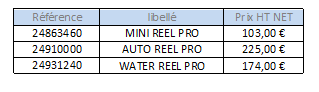 Référence libellé Prix HT NET
24863460 MINI REEL PRO 103,00 €
24910000 AUTO REEL PRO 225,00 €
24931240 WATER REEL PRO 174,00 €